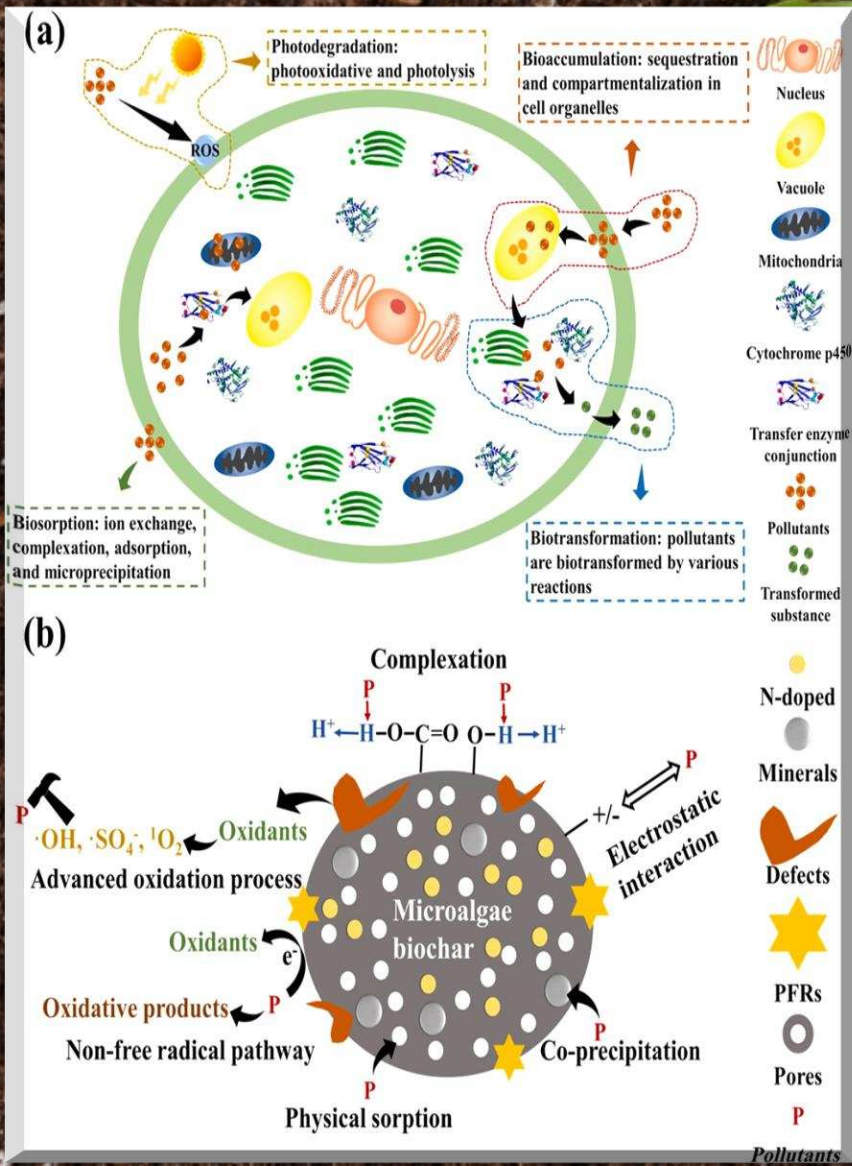 (a)
Photodegradation:
photooxidative and photolysis
ROS
Bioaccumulation: sequestration
and compartmentalization in
cell organelles
Biosorption: ion exchange,
complexation, adsorption,
and microprecipitation
Biotransformation: pollutants
are biotransformed by various
reactions
Nucleus
Vacuole
Mitochondria
Cytochrome p450
Transfer enzyme
conjunction
Pollutants
Transformed
substance
(b)
Complexation
P P
H⁺ H-O-C=O O-H H⁺
P
+/-
Electrostatic
interaction
P
Oxidants
·OH, ·SO₄⁻, ¹O₂
Advanced oxidation process
Microalgae
biochar
Oxidants
e⁻
Oxidative products P
Non-free radical pathway
P
Physical sorption
P
Co-precipitation
N-doped
Minerals
Defects
PFRs
Pores
P
Pollutants